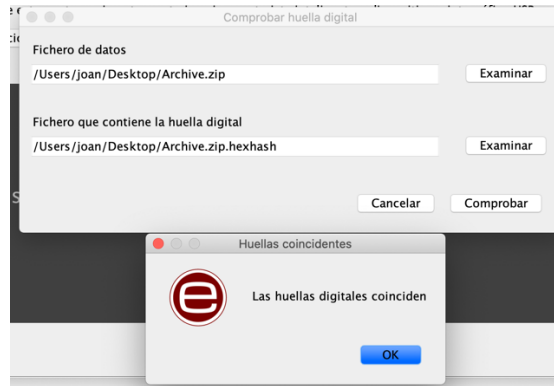 Comprobar huella digital
Fichero de datos
/Users/joan/Desktop/Archive.zip
Examinar
Fichero que contiene la huella digital
/Users/joan/Desktop/Archive.zip.hexhash
Examinar
Cancelar
Comprobar
Huellas coincidentes
Las huellas digitales coinciden
OK